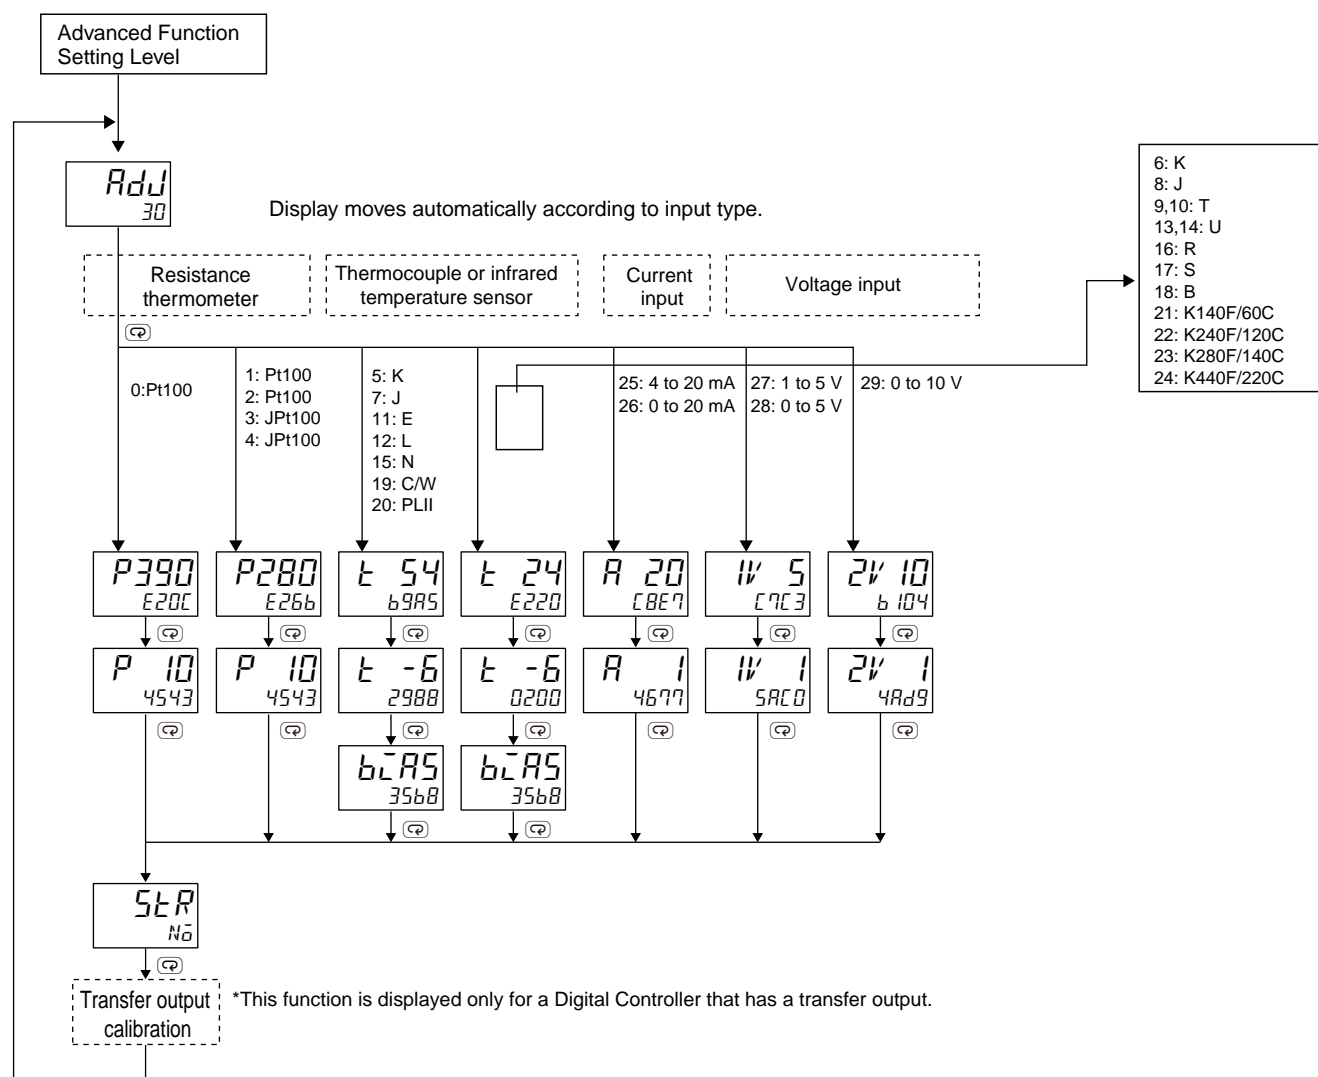 Advanced Function
Setting Level
AdJ
30
Display moves automatically according to input type.
6: K
8: J
9,10: T
13,14: U
16: R
17: S
18: B
21: K140F/60C
22: K240F/120C
23: K280F/140C
24: K440F/220C
Resistance
thermometer
Thermocouple or infrared
temperature sensor
Current
input
Voltage input
0:Pt100
1: Pt100
2: Pt100
3: JPt100
4: JPt100
5: K
7: J
11: E
12: L
15: N
19: C/W
20: PLII
25: 4 to 20 mA
26: 0 to 20 mA
27: 1 to 5 V
28: 0 to 5 V
29: 0 to 10 V
P390
E20C
P280
E26b
t 54
b9A5
t 24
E220
A 20
C8E7
1V 5
C7C3
2V 10
b104
P 10
4543
P 10
4543
t -6
2988
t -6
0200
A 1
4677
1V 1
5AC0
2V 1
4Ad9
biAS
35b8
biAS
35b8
StR
No
Transfer output
calibration
*This function is displayed only for a Digital Controller that has a transfer output.